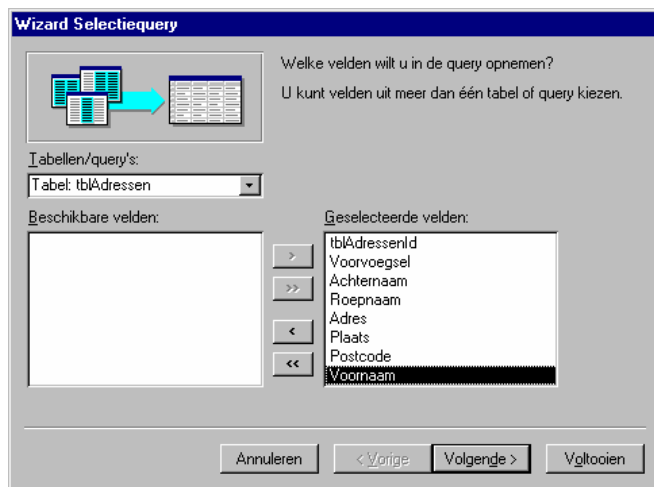 Wizard Selectiequery
Welke velden wilt u in de query opnemen?
U kunt velden uit meer dan één tabel of query kiezen.
Tabellen/query's:
Tabel: tblAdressen
Beschikbare velden:
Geselecteerde velden:
>
>>
<
<<
tblAdressenId
Voorvoegsel
Achternaam
Roepnaam
Adres
Plaats
Postcode
Voornaam
Annuleren
< Vorige
Volgende >
Voltooien